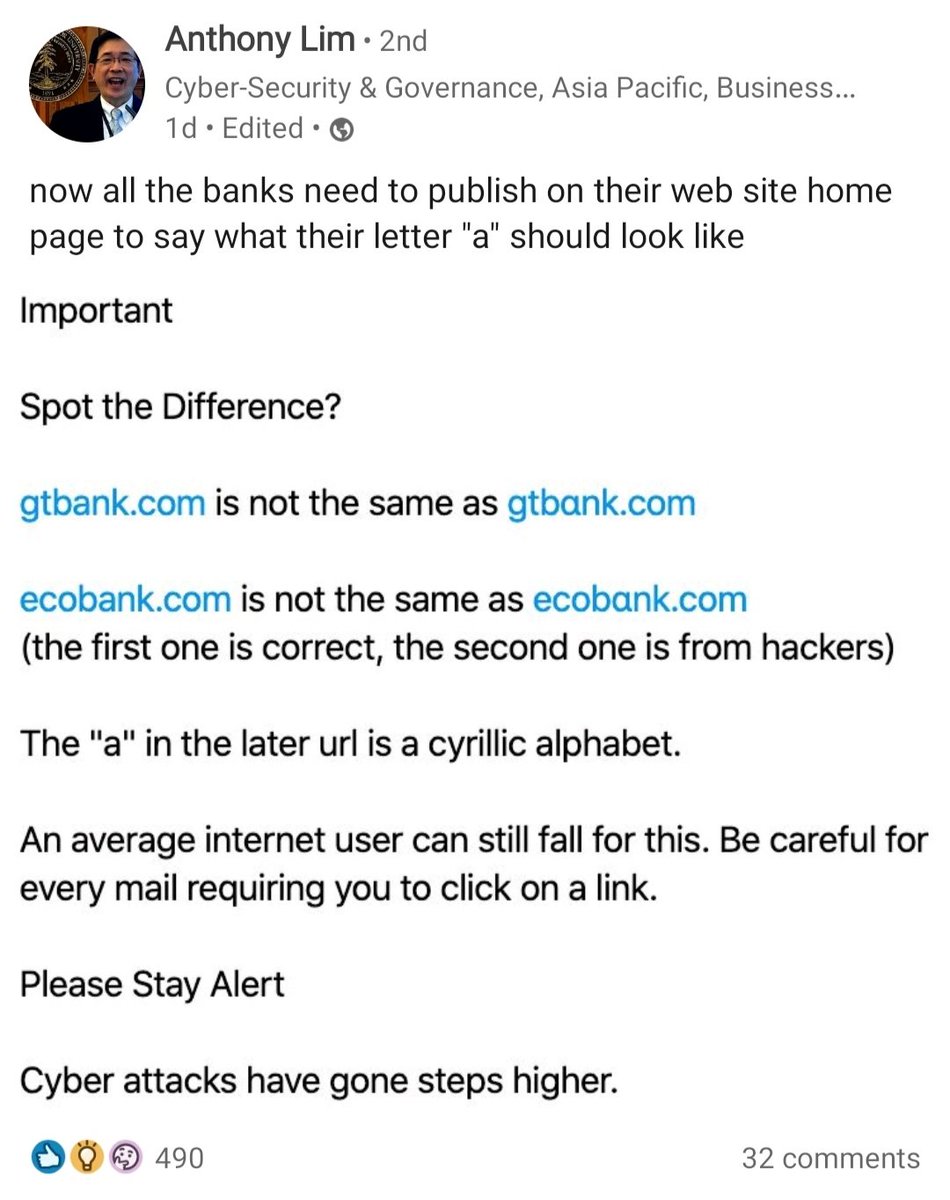 Anthony Lim • 2nd
Cyber-Security & Governance, Asia Pacific, Business...
1d • Edited •
now all the banks need to publish on their web site home
page to say what their letter "a" should look like
Important
Spot the Difference?
gtbank.com is not the same as gtbɑnk.com
ecobank.com is not the same as ecobɑnk.com
(the first one is correct, the second one is from hackers)
The "a" in the later url is a cyrillic alphabet.
An average internet user can still fall for this. Be careful for
every mail requiring you to click on a link.
Please Stay Alert
Cyber attacks have gone steps higher.
490
32 comments